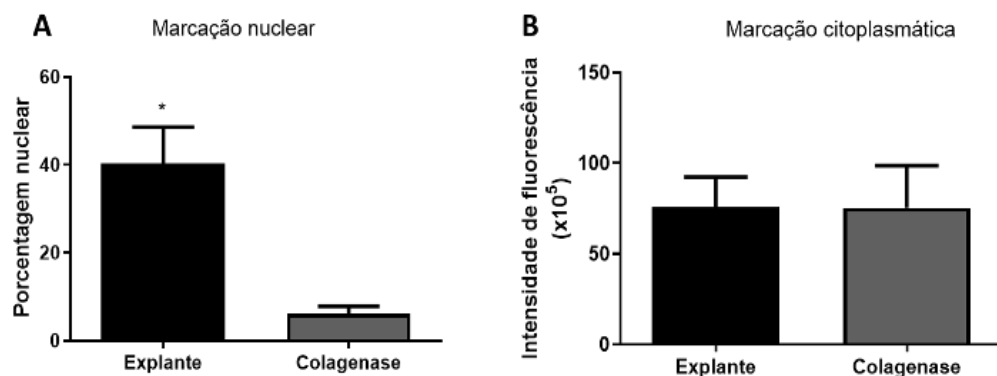 A
Marcação nuclear
Porcentagem nuclear
60
40
20
0
*
Explante
Colagenase
B
Marcação citoplasmática
Intensidade de fluorescência
(x10⁵)
150
100
50
0
Explante
Colagenase